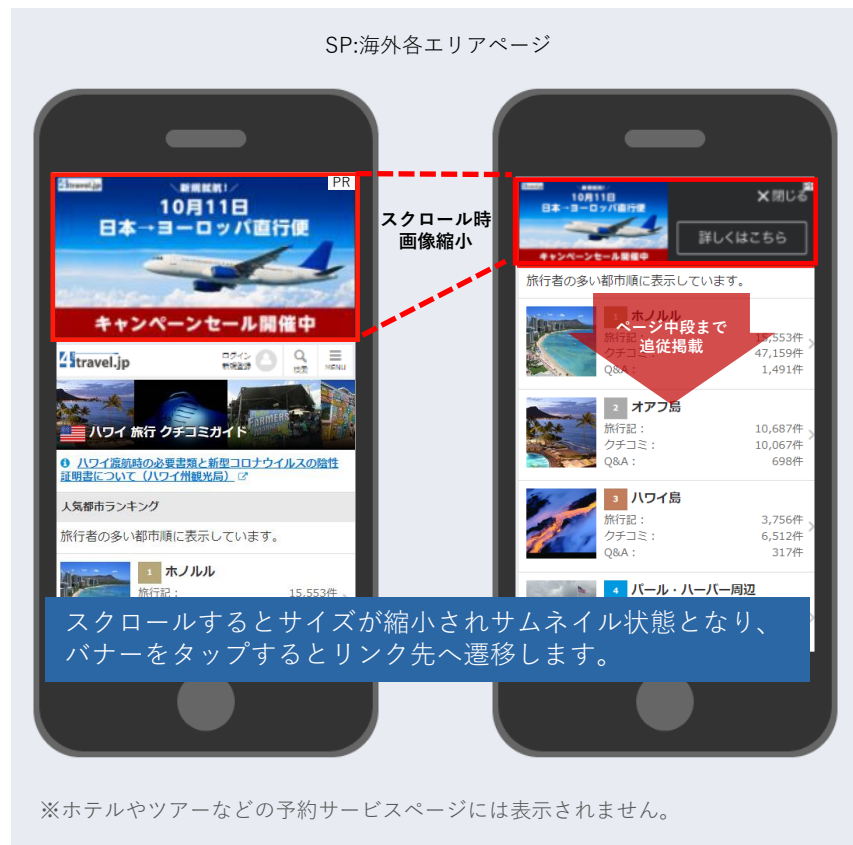 SP:海外各エリアページ
4travel.jp
PR
＼新規就航!／
10月11日
日本→ヨーロッパ直行便
キャンペーンセール開催中
スクロール時
画像縮小
4travel.jp
ログイン
新規登録
検索
MENU
ハワイ 旅行 クチコミガイド
FARMERS
ハワイ渡航時の必要書類と新型コロナウイルスの陰性
証明書について（ハワイ州観光局）
人気都市ランキング
旅行者の多い都市順に表示しています。
1 ホノルル
旅行記： 15,553件
4travel.jp
＼新規就航!／
10月11日
日本→ヨーロッパ直行便
キャンペーンセール開催中
×閉じる
詳しくはこちら
旅行者の多い都市順に表示しています。
1 ホノルル
旅行記： 15,553件
クチコミ： 47,159件
Q&A： 1,491件
ページ中段まで
追従掲載
2 オアフ島
旅行記： 10,687件
クチコミ： 10,067件
Q&A： 698件
3 ハワイ島
旅行記： 3,756件
クチコミ： 6,512件
Q&A： 317件
4 パール・ハーバー周辺
スクロールするとサイズが縮小されサムネイル状態となり、
バナーをタップするとリンク先へ遷移します。
※ホテルやツアーなどの予約サービスページには表示されません。